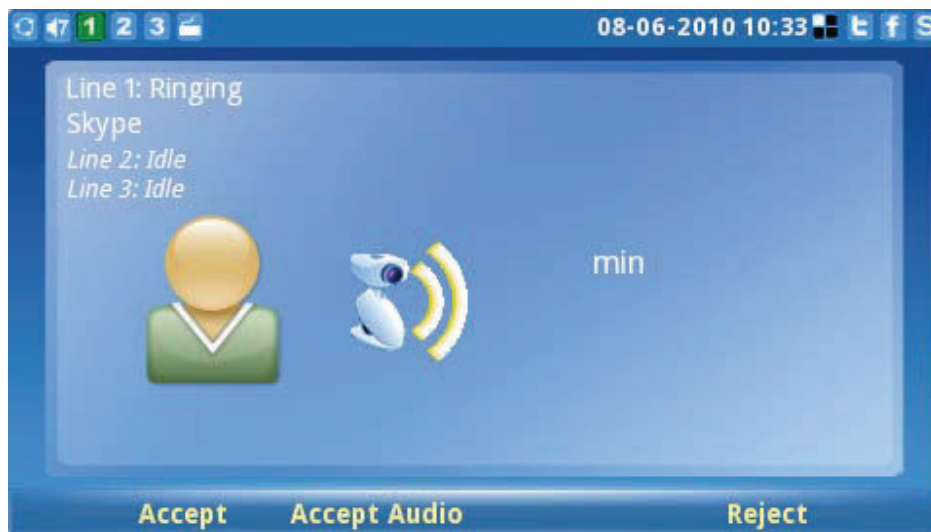 7 1 2 3 08-06-2010 10:33 t f S
Line 1: Ringing
Skype
Line 2: Idle
Line 3: Idle
min
Accept Accept Audio Reject